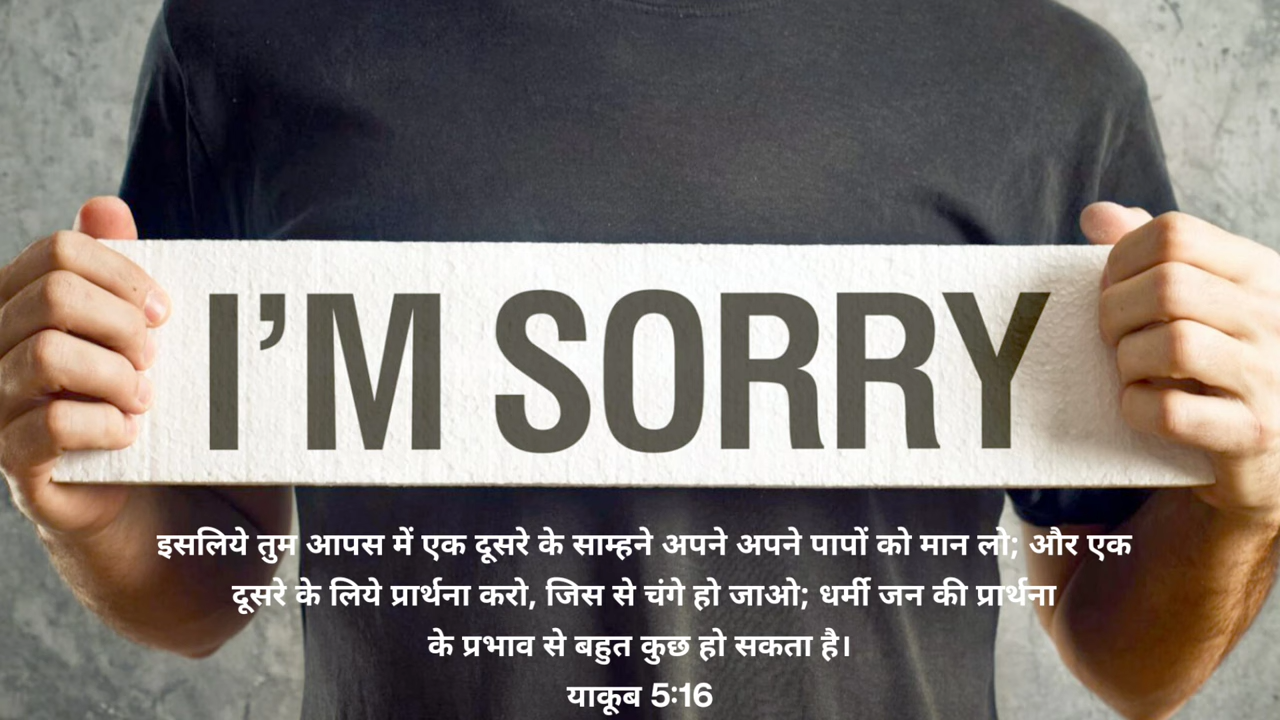 I’M SORRY
इसलिये तुम आपस में एक दूसरे के साम्हने अपने अपने पापों को मान लो; और एक
दूसरे के लिये प्रार्थना करो, जिस से चंगे हो जाओ; धर्मी जन की प्रार्थना
के प्रभाव से बहुत कुछ हो सकता है।
याकूब 5:16